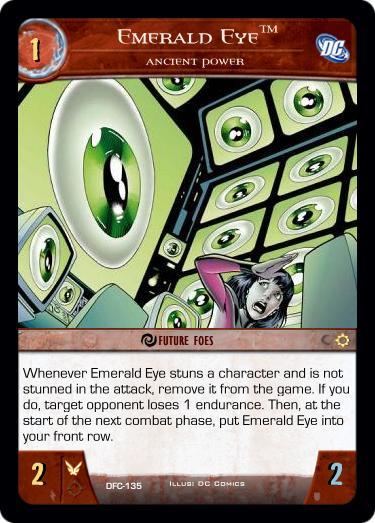 1
EMERALD EYE™
DC
ANCIENT POWER
FUTURE FOES
Whenever Emerald Eye stuns a character and is not
stunned in the attack, remove it from the game. If you
do, target opponent loses 1 endurance. Then, at the
start of the next combat phase, put Emerald Eye into
your front row.
2
DFC-135
ILLUS: DC COMICS
2